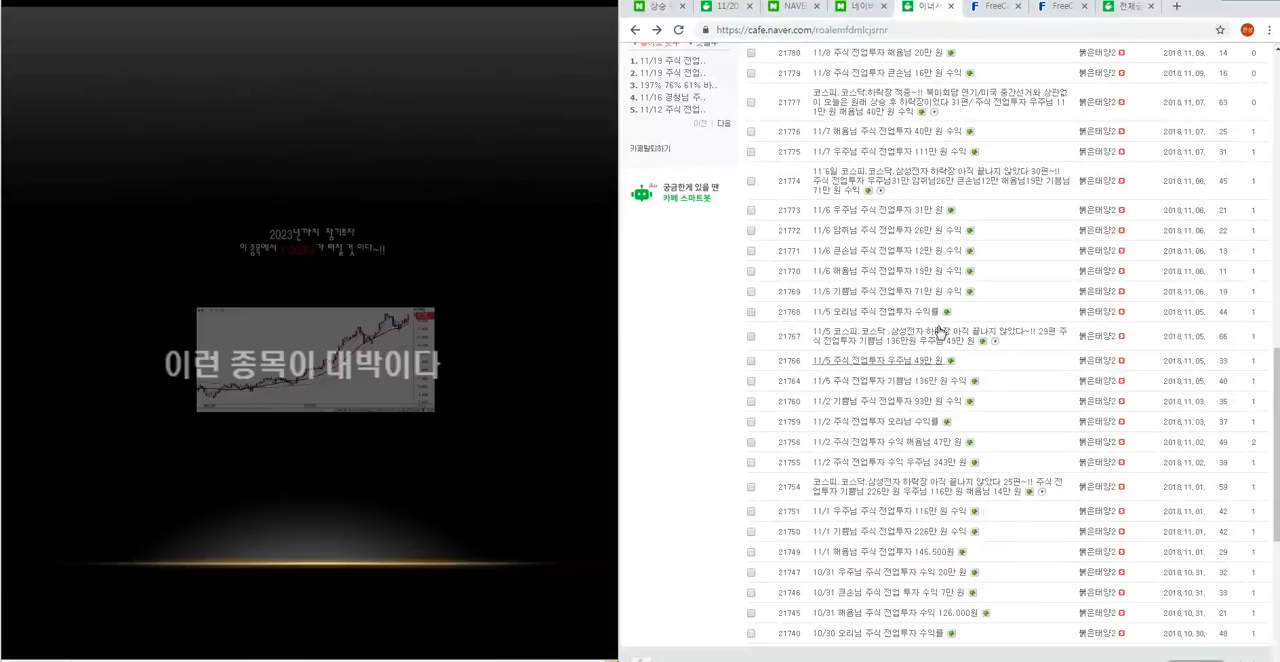 2023년까지 장기투자
이 종목에서 가 터질 것 이다~!!
이런 종목이 대박이다
상승
11/20
NAVE
네이버
이너서
FreeC
FreeC
전체글
https://cafe.naver.com/roalemfdmlcjsrnr
1. 11/19 주식 전업..
2. 11/19 주식 전업..
3. 197% 76% 61% 바..
4. 11/16 경청님 주..
5. 11/12 주식 전업..
이전 다음
카페탈퇴하기
궁금한게 있을 땐
카페 스마트봇
21780 11/8 주식 전업투자 해윰님 20만 원 붉은태양2 2018.11.09. 14 0
21779 11/8 주식 전업투자 큰손님 16만 원 수익 붉은태양2 2018.11.09. 16 0
코스피.코스닥.하락장 적중~!! 북미회담 연기/미국 중간선거와 상관없
21777 이 오늘은 원래 상승 후 하락장이었다 31편/ 주식 전업투자 우주님 11 붉은태양2 2018.11.07. 63 0
1만 원 해윰님 40만 원 수익
21776 11/7 해윰님 주식 전업투자 40만 원 수익 붉은태양2 2018.11.07. 25 1
21775 11/7 우주님 주식 전업투자 111만 원 수익 붉은태양2 2018.11.07. 31 1
11'6일 코스피.코스닥.삼성전자 하락장 아직 끝나지 않았다 30편~!!
21774 주식 전업투자 우주님31만 암취님26만 큰손님12만 해윰님19만 기쁨님 붉은태양2 2018.11.06. 45 1
71만 원 수익
21773 11/6 우주님 주식 전업투자 31만 원 붉은태양2 2018.11.06. 21 1
21772 11/6 암취님 주식 전업투자 26만 원 수익 붉은태양2 2018.11.06. 22 1
21771 11/6 큰손님 주식 전업투자 12만 원 수익 붉은태양2 2018.11.06. 13 1
21770 11/6 해윰님 주식 전업투자 19만 원 수익 붉은태양2 2018.11.06. 11 1
21769 11/6 기쁨님 주식 전업투자 71만 원 수익 붉은태양2 2018.11.06. 19 1
21768 11/5 오리님 주식 전업투자 수익률 붉은태양2 2018.11.05. 44 1
11/5 코스피.코스닥 .삼성전자 하락장 아직 끝나지 않았다~!! 29편 주
21767 식 전업투자 기쁨님 136만원 우주님 49만 원 붉은태양2 2018.11.05. 66 1
21766 11/5 주식 전업투자 우주님 49만 원 붉은태양2 2018.11.05. 33 1
21764 11/5 주식 전업투자 기쁨님 136만 원 수익 붉은태양2 2018.11.05. 40 1
21760 11/2 기쁨님 주식 전업투자 93만 원 수익 붉은태양2 2018.11.03. 35 1
21759 11/2 주식 전업투자 오리님 수익률 붉은태양2 2018.11.03. 37 1
21756 11/2 주식 전업투자 수익 해윰님 47만 원 붉은태양2 2018.11.02. 49 2
21755 11/2 주식 전업투자 수익 우주님 343만 원 붉은태양2 2018.11.02. 39 1
코스피.코스닥.삼성전자 하락장 아직 끝나지 않았다 25편~!! 주식 전
21754 업투자 기쁨님 226만 원 우주님 116만 원 해윰님 14만 원 붉은태양2 2018.11.01. 59 1
21751 11/1 우주님 주식 전업투자 116만 원 수익 붉은태양2 2018.11.01. 42 1
21750 11/1 기쁨님 주식 전업투자 226만 원 수익 붉은태양2 2018.11.01. 42 1
21749 11/1 해윰님 주식 전업투자 146.500원 붉은태양2 2018.11.01. 29 1
21747 10/31 우주님 주식 전업투자 수익 20만 원 붉은태양2 2018.10.31. 32 1
21746 10/31 큰손님 주식 전업 투자 수익 7만 원 붉은태양2 2018.10.31. 33 1
21745 10/31 해윰님 주식 전업투자 수익 126.000원 붉은태양2 2018.10.31. 21 1
21740 10/30 오리님 주식 전업투자 수익률 붉은태양2 2018.10.30. 48 1